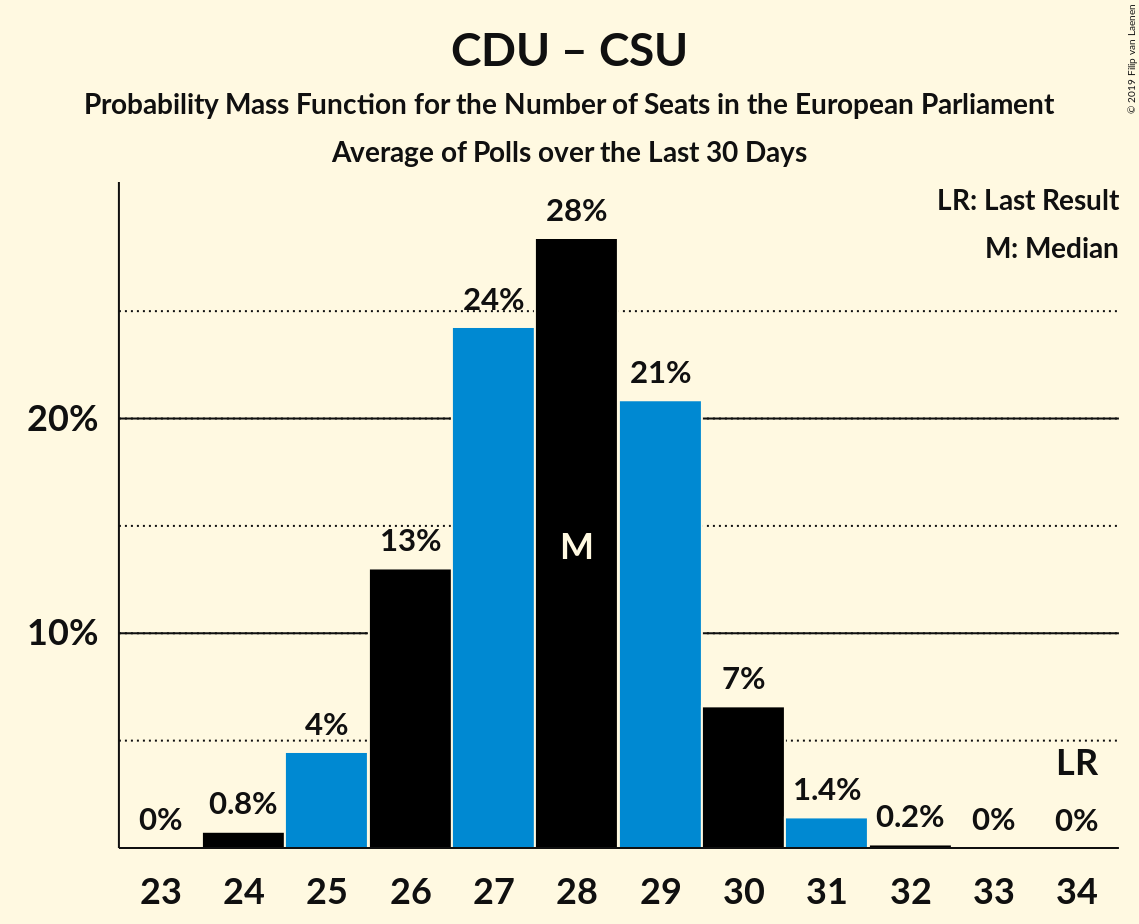 CDU – CSU
Probability Mass Function for the Number of Seats in the European Parliament
Average of Polls over the Last 30 Days
© 2019 Filip van Laenen
LR: Last Result
M: Median
20%
10%
0%
0.8%
4%
13%
24%
28%
21%
7%
1.4%
0.2%
0%
0%
M
LR
23 24 25 26 27 28 29 30 31 32 33 34